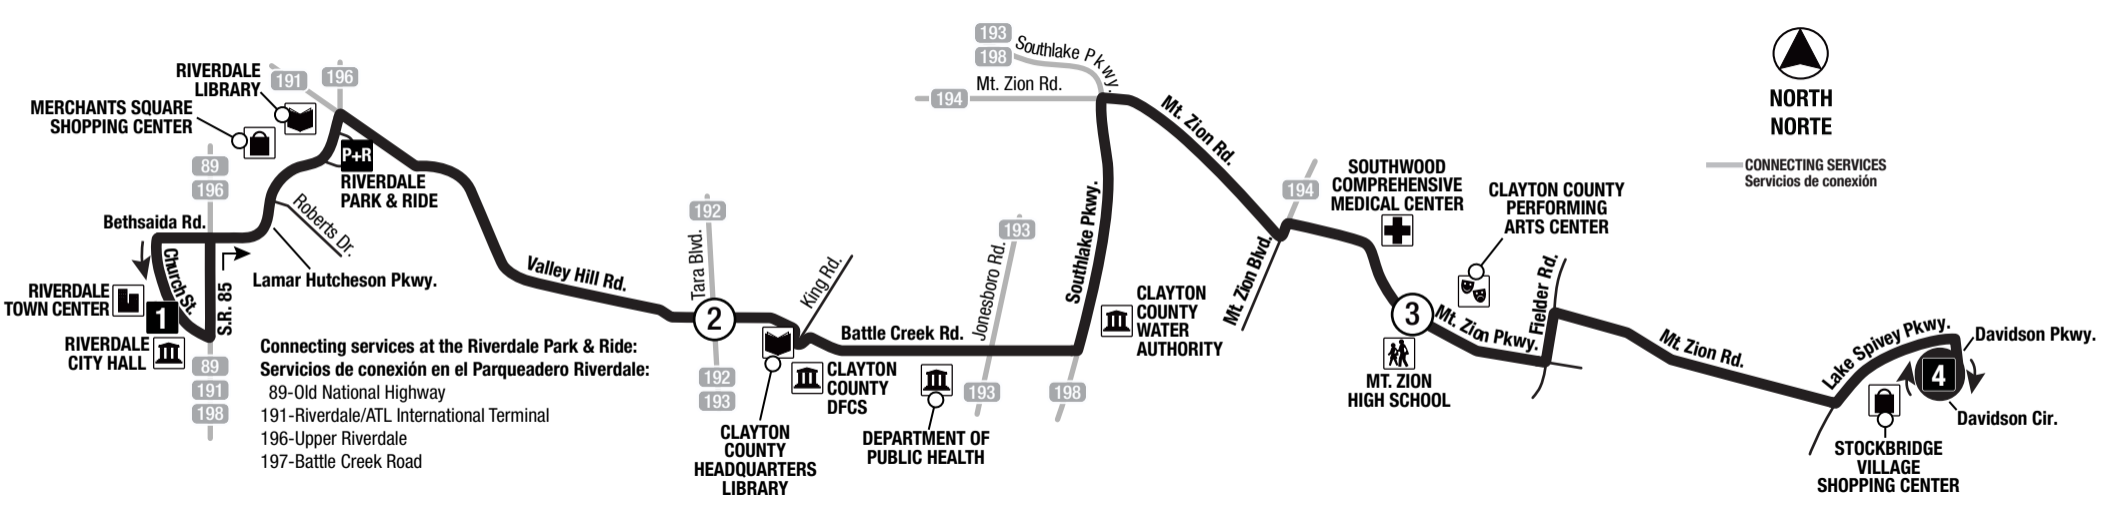 RIVERDALE
LIBRARY
191
196
MERCHANTS SQUARE
SHOPPING CENTER
89
196
P+R
RIVERDALE
PARK & RIDE
Roberts Dr.
Bethsaida Rd.
Church St.
S.R. 85
Lamar Hutcheson Pkwy.
RIVERDALE
TOWN CENTER
1
RIVERDALE
CITY HALL
89
191
198
Connecting services at the Riverdale Park & Ride:
Servicios de conexión en el Parqueadero Riverdale:
89-Old National Highway
191-Riverdale/ATL International Terminal
196-Upper Riverdale
197-Battle Creek Road
Valley Hill Rd.
192
Tara Blvd.
2
192
193
King Rd.
CLAYTON
COUNTY
HEADQUARTERS
LIBRARY
CLAYTON
COUNTY
DFCS
Battle Creek Rd.
DEPARTMENT OF
PUBLIC HEALTH
193
Jonesboro Rd.
193
198
193
198
Southlake Pkwy.
Mt. Zion Rd.
194
Southlake Pkwy.
CLAYTON
COUNTY
WATER
AUTHORITY
Mt. Zion Rd.
Mt. Zion Blvd.
194
SOUTHWOOD
COMPREHENSIVE
MEDICAL CENTER
3
MT. ZION
HIGH SCHOOL
CLAYTON COUNTY
PERFORMING
ARTS CENTER
Mt. Zion Pkwy.
Fielder Rd.
Mt. Zion Rd.
Lake Spivey Pkwy.
Davidson Pkwy.
4
Davidson Cir.
STOCKBRIDGE
VILLAGE
SHOPPING CENTER
NORTH
NORTE
CONNECTING SERVICES
Servicios de conexión